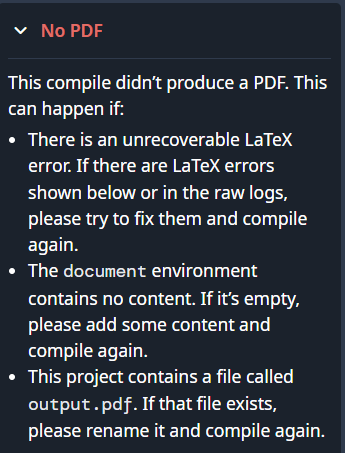 No PDF
This compile didn’t produce a PDF. This
can happen if:
• There is an unrecoverable LaTeX
error. If there are LaTeX errors
shown below or in the raw logs,
please try to fix them and compile
again.
• The document environment
contains no content. If it’s empty,
please add some content and
compile again.
• This project contains a file called
output.pdf. If that file exists,
please rename it and compile again.